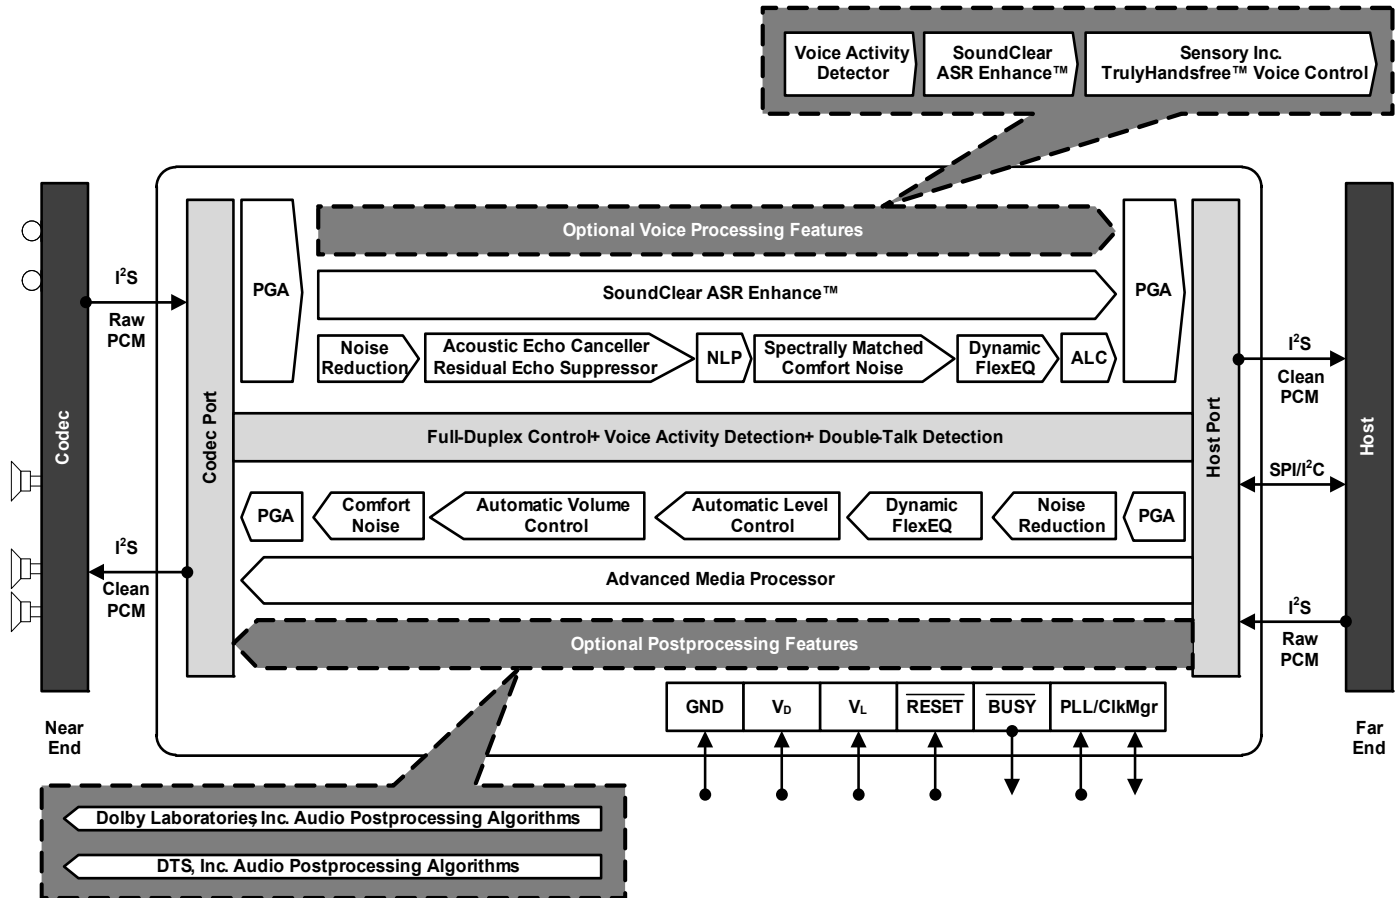 Voice Activity
Detector
SoundClear
ASR Enhance™
Sensory Inc.
TrulyHandsfree™ Voice Control
Optional Voice Processing Features
PGA
SoundClear ASR Enhance™
PGA
I²S
Raw
PCM
Noise
Reduction
Acoustic Echo Canceller
Residual Echo Suppressor
NLP
Spectrally Matched
Comfort Noise
Dynamic
FlexEQ
ALC
I²S
Clean
PCM
Codec
Codec Port
Full-Duplex Control+ Voice Activity Detection+ Double-Talk Detection
Host Port
Host
SPI/I²C
PGA
Comfort
Noise
Automatic Volume
Control
Automatic Level
Control
Dynamic
FlexEQ
Noise
Reduction
PGA
I²S
Clean
PCM
Advanced Media Processor
I²S
Raw
PCM
Optional Postprocessing Features
GND
VD
VL
RESET
BUSY
PLL/ClkMgr
Near
End
Far
End
Dolby Laboratories, Inc. Audio Postprocessing Algorithms
DTS, Inc. Audio Postprocessing Algorithms